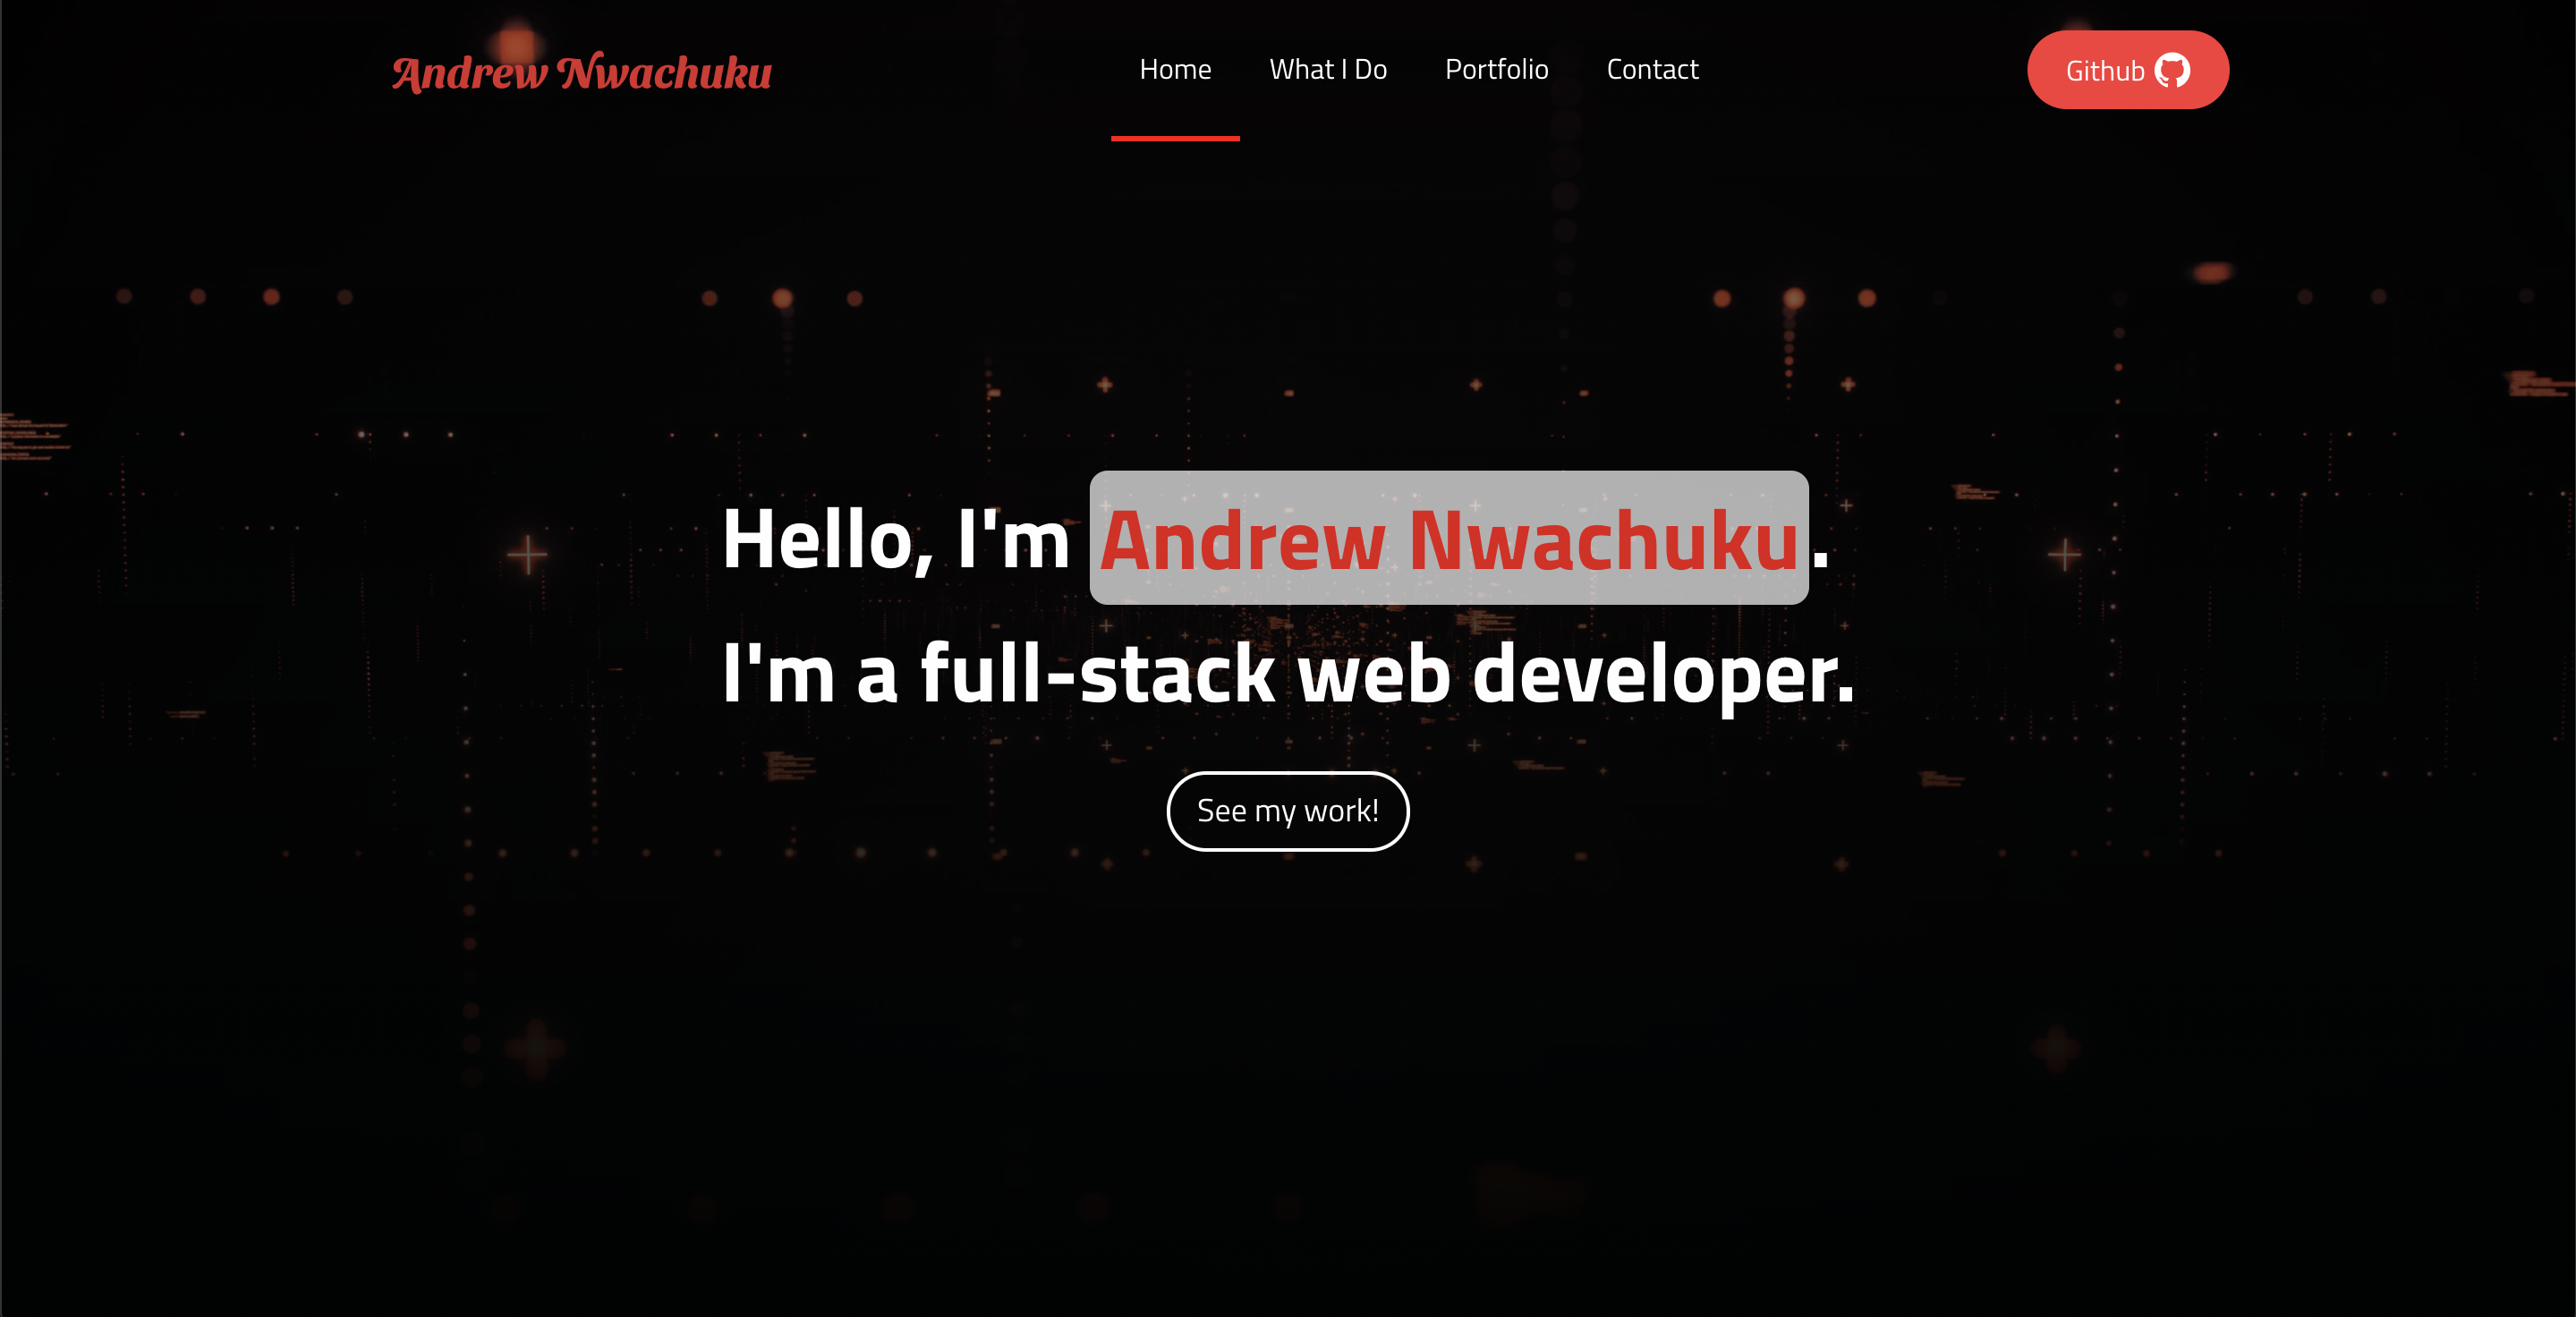 Andrew Nwachuku
Home What I Do Portfolio Contact
Github
Hello, I'm Andrew Nwachuku.
I'm a full-stack web developer.
See my work!